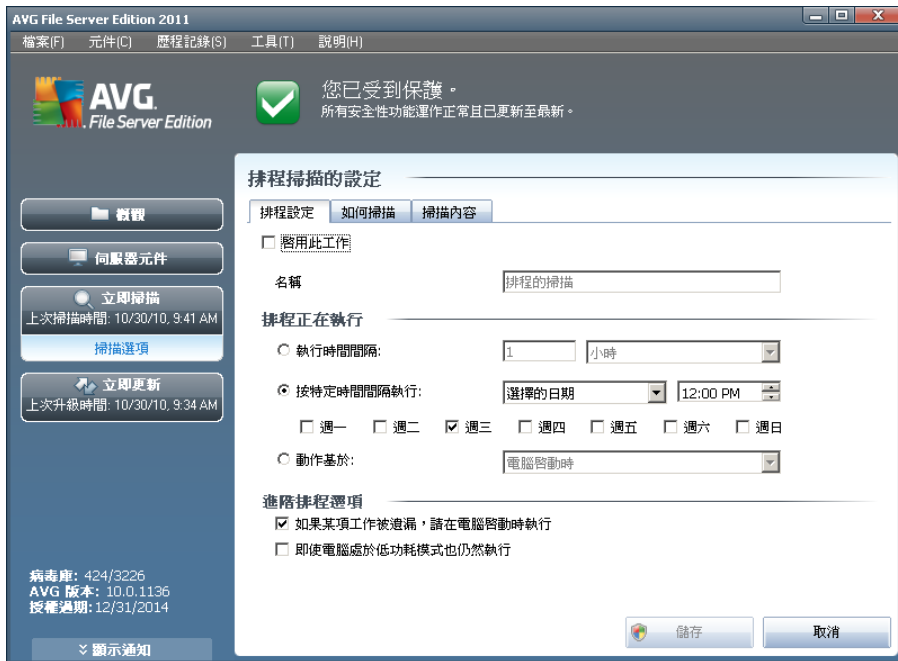 AVG File Server Edition 2011
檔案(F) 元件(C) 歷程記錄(S) 工具(T) 說明(H)
AVG.
File Server Edition
您已受到保護。
所有安全性功能運作正常且已更新至最新。
概觀
伺服器元件
立即掃描
上次掃描時間: 10/30/10, 9:41 AM
掃描選項
立即更新
上次升級時間: 10/30/10, 9:34 AM
病毒庫: 424/3226
AVG 版本: 10.0.1136
授權過期: 12/31/2014
顯示通知
排程掃描的設定
排程設定 如何掃描 掃描內容
啓用此工作
名稱 排程的掃描
排程正在執行
執行時間間隔: 1 小時
按特定時間間隔執行: 選擇的日期 12:00 PM
週一 週二 週三 週四 週五 週六 週日
動作基於: 電腦啓動時
進階排程選項
如果某項工作被遺漏，請在電腦啓動時執行
即使電腦處於低功耗模式也仍然執行
儲存 取消